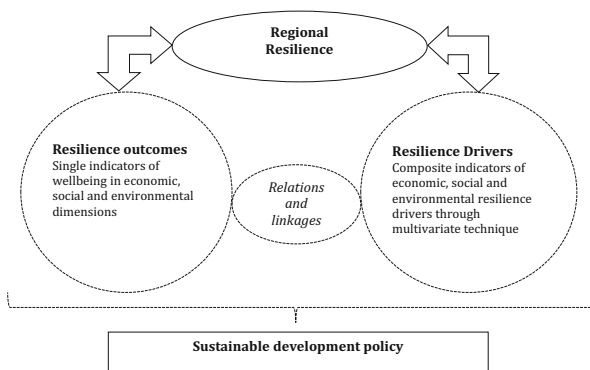 Regional
Resilience
Resilience outcomes
Single indicators of
wellbeing in economic,
social and environmental
dimensions
Relations
and
linkages
Resilience Drivers
Composite indicators of
economic, social and
environmental resilience
drivers through
multivariate technique
Sustainable development policy